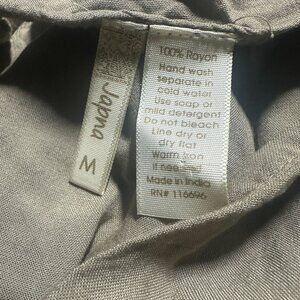 Japna
M
100% Rayon
Hand wash
separate in
cold water
Use soap or
mild detergent
Do not bleach
Line dry or
dry flat
Warm iron
if needed
Made in India
RN# 116696